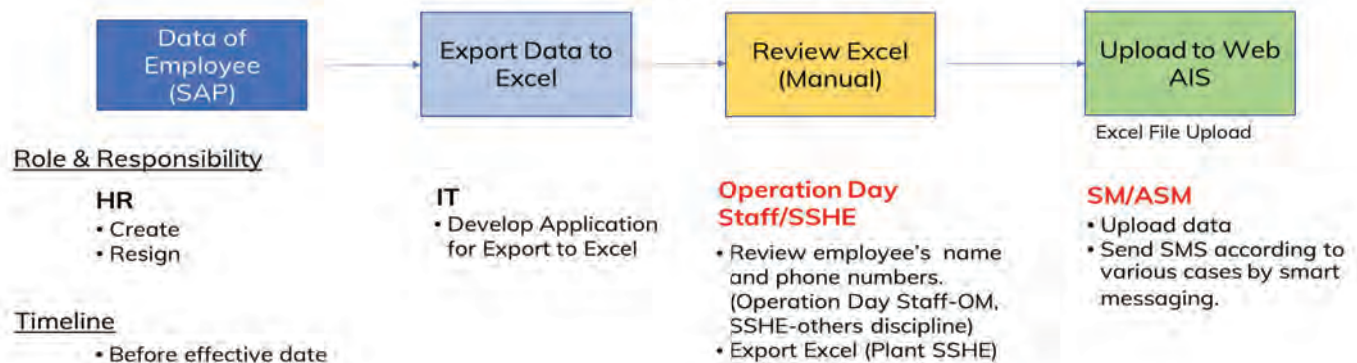 Data of
Employee
(SAP)
Export Data to
Excel
Review Excel
(Manual)
Upload to Web
AIS
Excel File Upload
Role & Responsibility
HR
• Create
• Resign
IT
• Develop Application
for Export to Excel
Operation Day
Staff/SSHE
• Review employee's name
and phone numbers.
(Operation Day Staff-OM,
SSHE-others discipline)
• Export Excel (Plant SSHE)
SM/ASM
• Upload data
• Send SMS according to
various cases by smart
messaging.
Timeline
• Before effective date